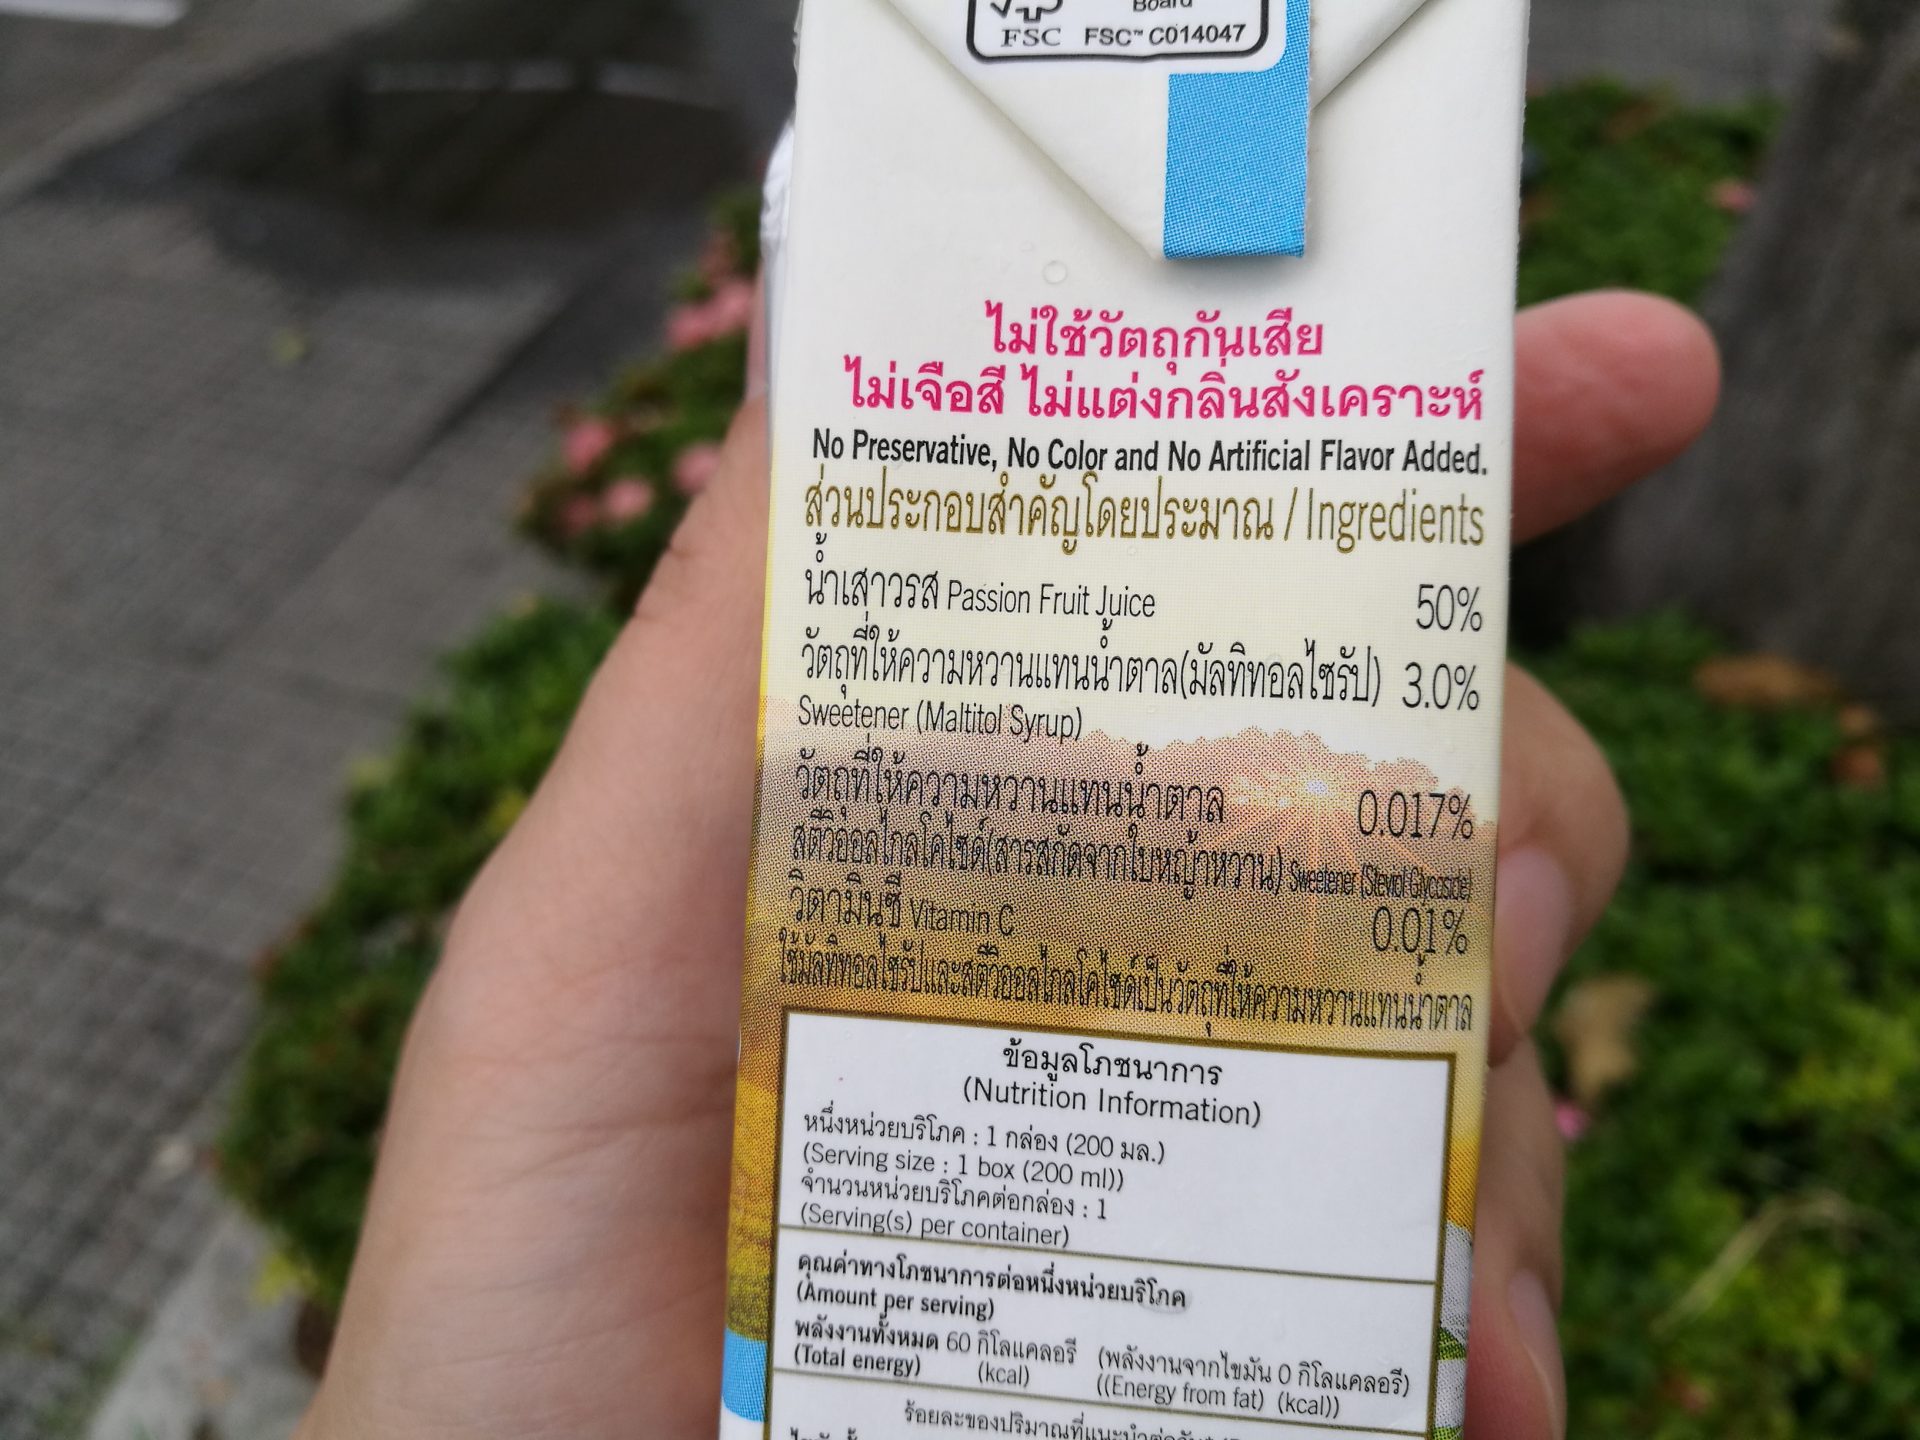 Board
FSC FSC™ C014047
ไม่ใช้วัตถุกันเสีย
ไม่เจือสี ไม่แต่งกลิ่นสังเคราะห์
No Preservative, No Color and No Artificial Flavor Added.
ส่วนประกอบสำคัญโดยประมาณ / Ingredients
น้ำเสาวรส Passion Fruit Juice 50%
วัตถุที่ให้ความหวานแทนน้ำตาล(มัลทิทอลไซรัป) 3.0%
Sweetener (Maltitol Syrup)
วัตถุที่ให้ความหวานแทนน้ำตาล 0.017%
สตีวิออลไกลโคไซด์(สารสกัดจากใบหญ้าหวาน) Sweetener (Steviol Glycoside)
วิตามินซี Vitamin C 0.01%
ใช้มัลทิทอลไซรัปและสตีวิออลไกลโคไซด์เป็นวัตถุที่ให้ความหวานแทนน้ำตาล
ข้อมูลโภชนาการ
(Nutrition Information)
หนึ่งหน่วยบริโภค : 1 กล่อง (200 มล.)
(Serving size : 1 box (200 ml))
จำนวนหน่วยบริโภคต่อกล่อง : 1
(Serving(s) per container)
คุณค่าทางโภชนาการต่อหนึ่งหน่วยบริโภค
(Amount per serving)
พลังงานทั้งหมด 60 กิโลแคลอรี (พลังงานจากไขมัน 0 กิโลแคลอรี)
(Total energy) (kcal) ((Energy from fat) (kcal))
ร้อยละของปริมาณที่แนะนำต่อวัน*